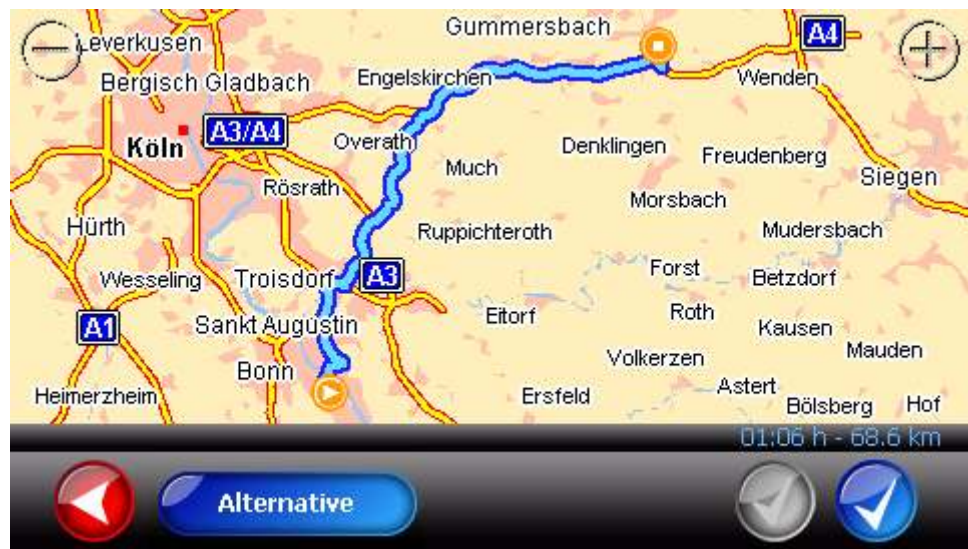 Gummersbach
A4
Leverkusen
Bergisch Gladbach
Engelskirchen
Wenden
A3/A4
Köln
Overath
Denklingen
Freudenberg
Much
Siegen
Rösrath
Morsbach
Hürth
Ruppichteroth
Mudersbach
Wesseling
Troisdorf
A3
Forst
Betzdorf
A1
Sankt Augustin
Eitorf
Roth
Kausen
Mauden
Volkerzen
Bonn
Heimerzheim
Ersfeld
Astert
Bölsberg
Hof
01:06 h - 68.6 km
Alternative